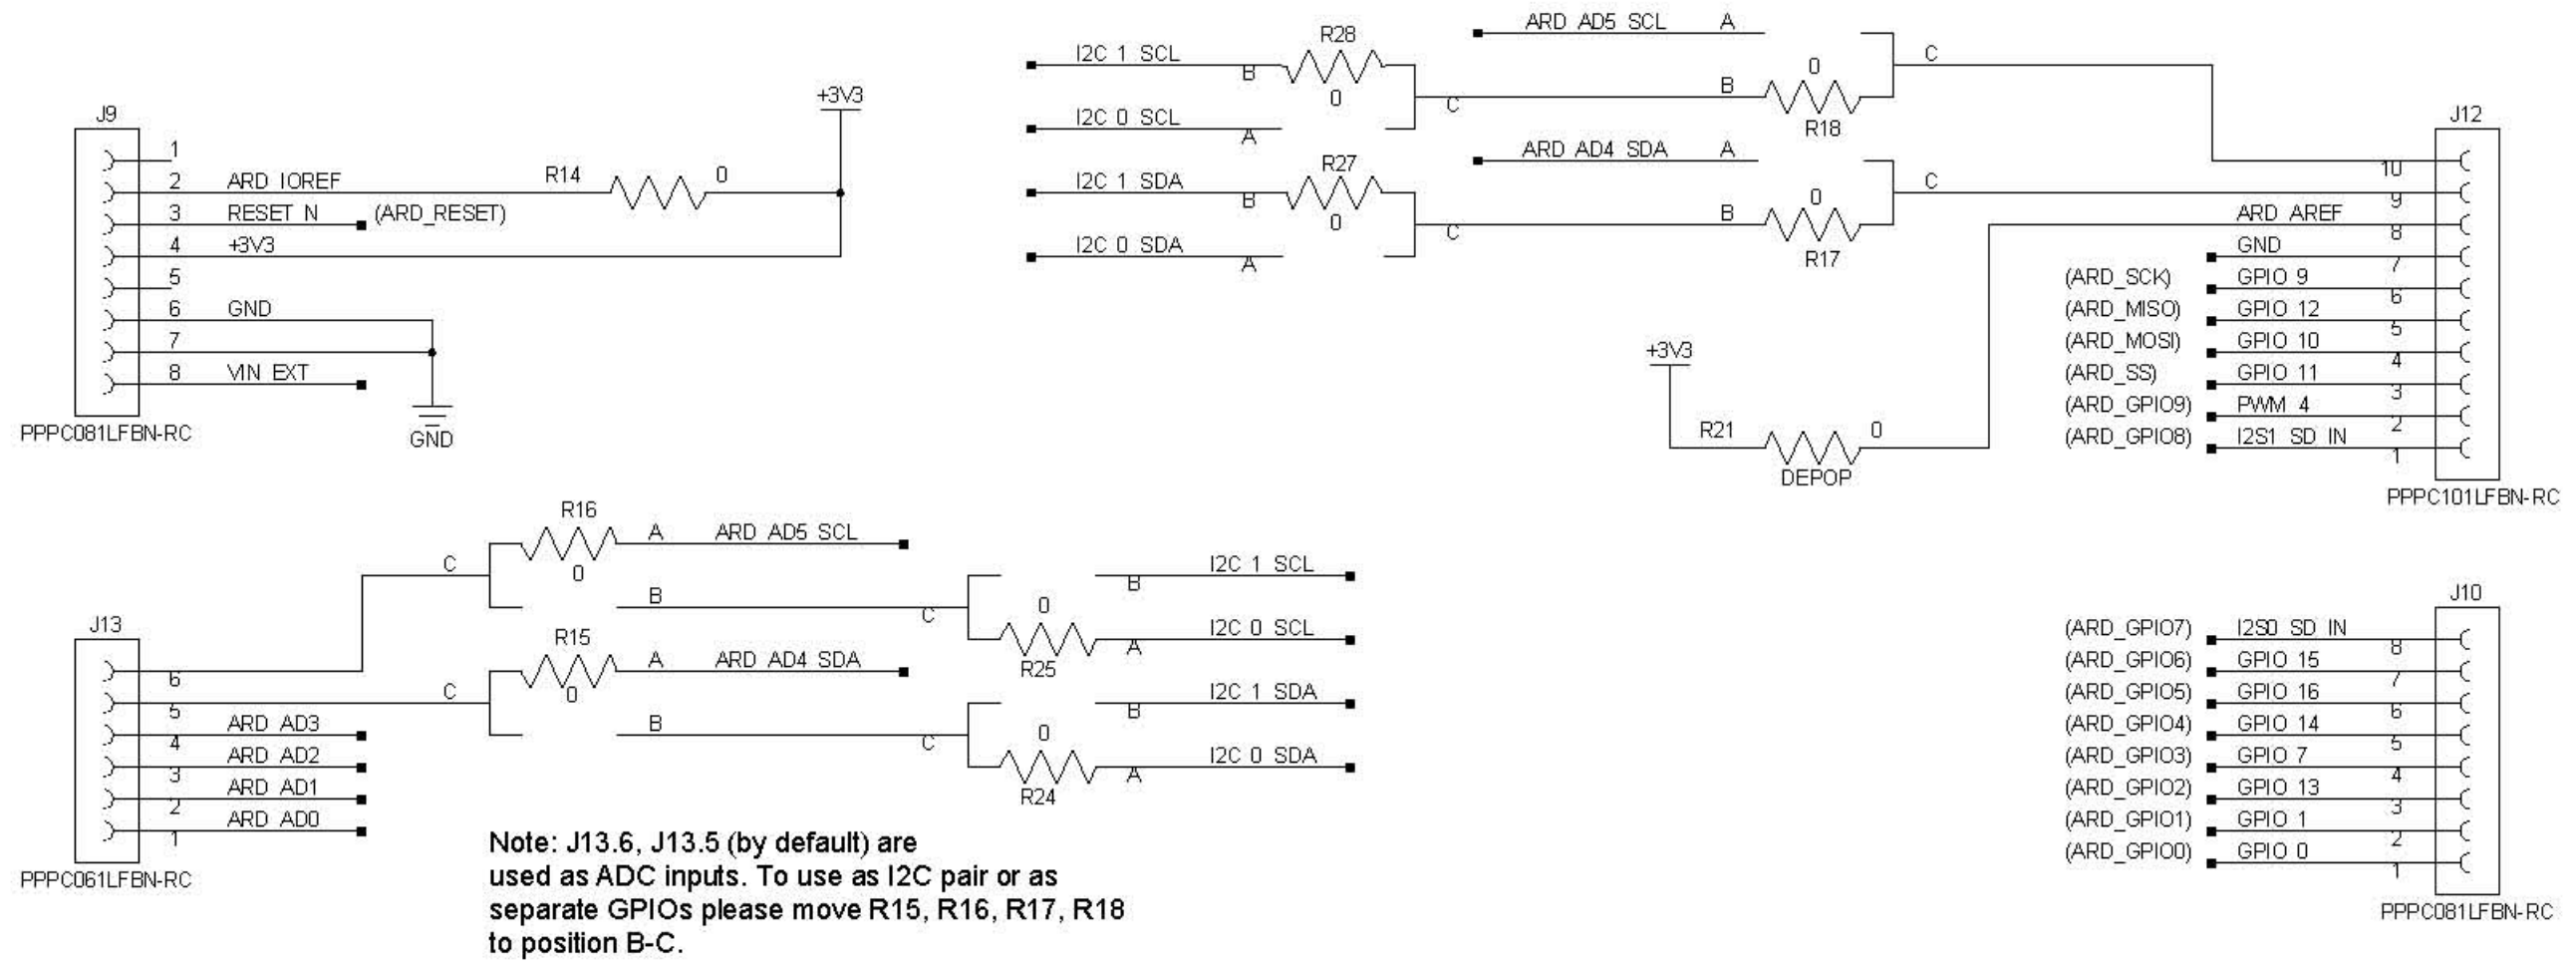 J9
1
2 ARD IOREF R14 0 +3V3
3 RESET N (ARD_RESET)
4 +3V3
5
6 GND
7
8 VIN EXT
GND
PPPC081LFBN-RC
I2C 1 SCL B R28 0
I2C 0 SCL A C
I2C 1 SDA B R27 0
I2C 0 SDA A C
ARD AD5 SCL A
B 0 R18 C
ARD AD4 SDA A
B 0 R17 C
J12
10
9
ARD AREF 8
GND 7
(ARD_SCK) GPIO 9 6
(ARD_MISO) GPIO 12 5
(ARD_MOSI) GPIO 10 4
(ARD_SS) GPIO 11 3
(ARD_GPIO9) PWM 4 2
(ARD_GPIO8) I2S1 SD IN 1
PPPC101LFBN-RC
+3V3
R21 0
DEPOP
J13
6
5
ARD AD3 4
ARD AD2 3
ARD AD1 2
ARD AD0 1
PPPC061LFBN-RC
C R16 0 A ARD AD5 SCL
B
C R15 0 A ARD AD4 SDA
B
C B I2C 1 SCL
0 R25 A I2C 0 SCL
C B I2C 1 SDA
0 R24 A I2C 0 SDA
Note: J13.6, J13.5 (by default) are
used as ADC inputs. To use as I2C pair or as
separate GPIOs please move R15, R16, R17, R18
to position B-C.
J10
(ARD_GPIO7) I2S0 SD IN 8
(ARD_GPIO6) GPIO 15 7
(ARD_GPIO5) GPIO 16 6
(ARD_GPIO4) GPIO 14 5
(ARD_GPIO3) GPIO 7 4
(ARD_GPIO2) GPIO 13 3
(ARD_GPIO1) GPIO 1 2
(ARD_GPIO0) GPIO 0 1
PPPC081LFBN-RC